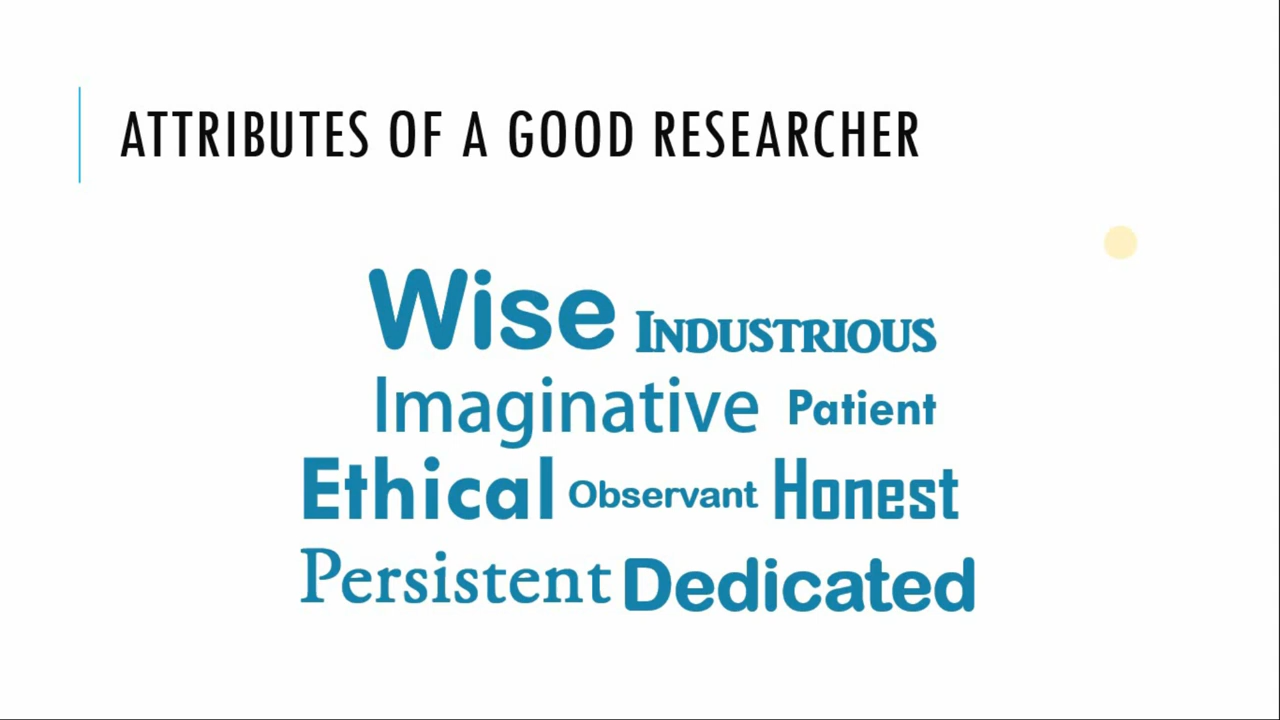 ATTRIBUTES OF A GOOD RESEARCHER
Wise INDUSTRIOUS
Imaginative Patient
Ethical Observant Honest
Persistent Dedicated